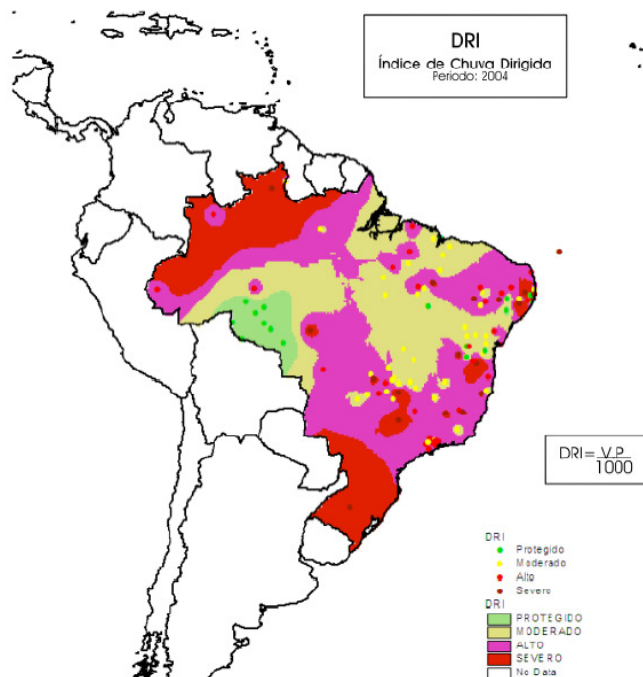 DRI
Índice de Chuva Dirigida
Periodo: 2004
DRI = V.P
1000
DRI
Protegido
Moderado
Alto
Severo
DRI
PROTEGIDO
MODERADO
ALTO
SEVERO
No Data